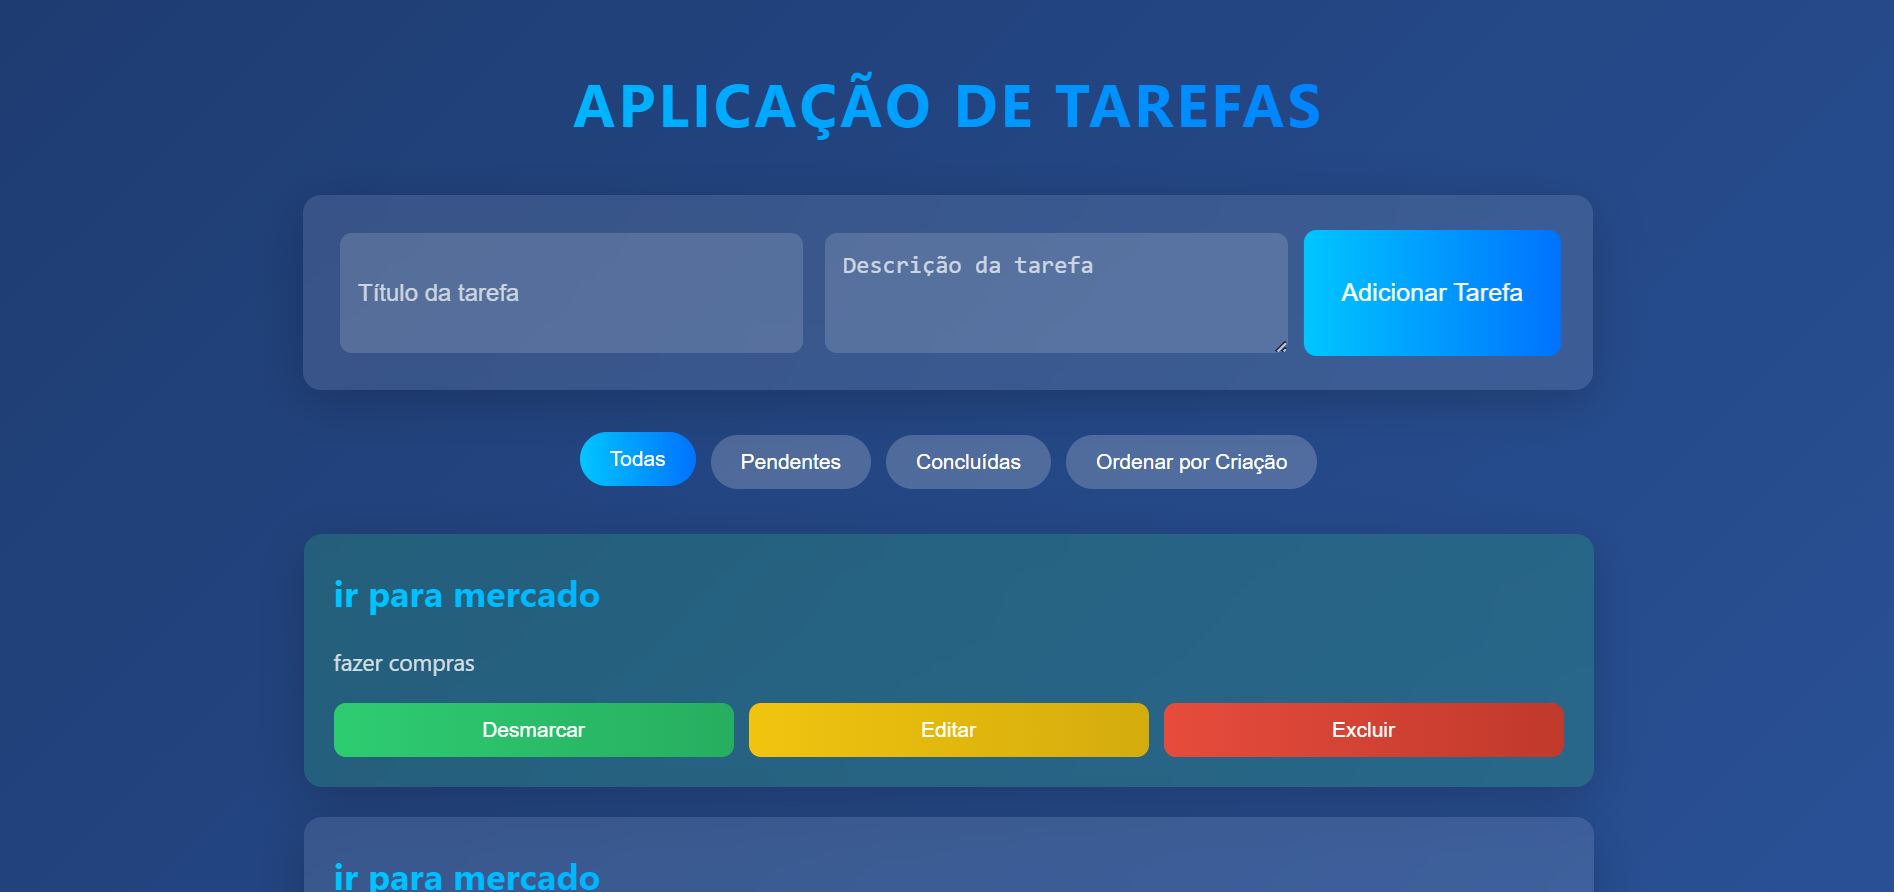 APLICAÇÃO DE TAREFAS
Título da tarefa
Descrição da tarefa
Adicionar Tarefa
Todas
Pendentes
Concluídas
Ordenar por Criação
ir para mercado
fazer compras
Desmarcar
Editar
Excluir
ir para mercado